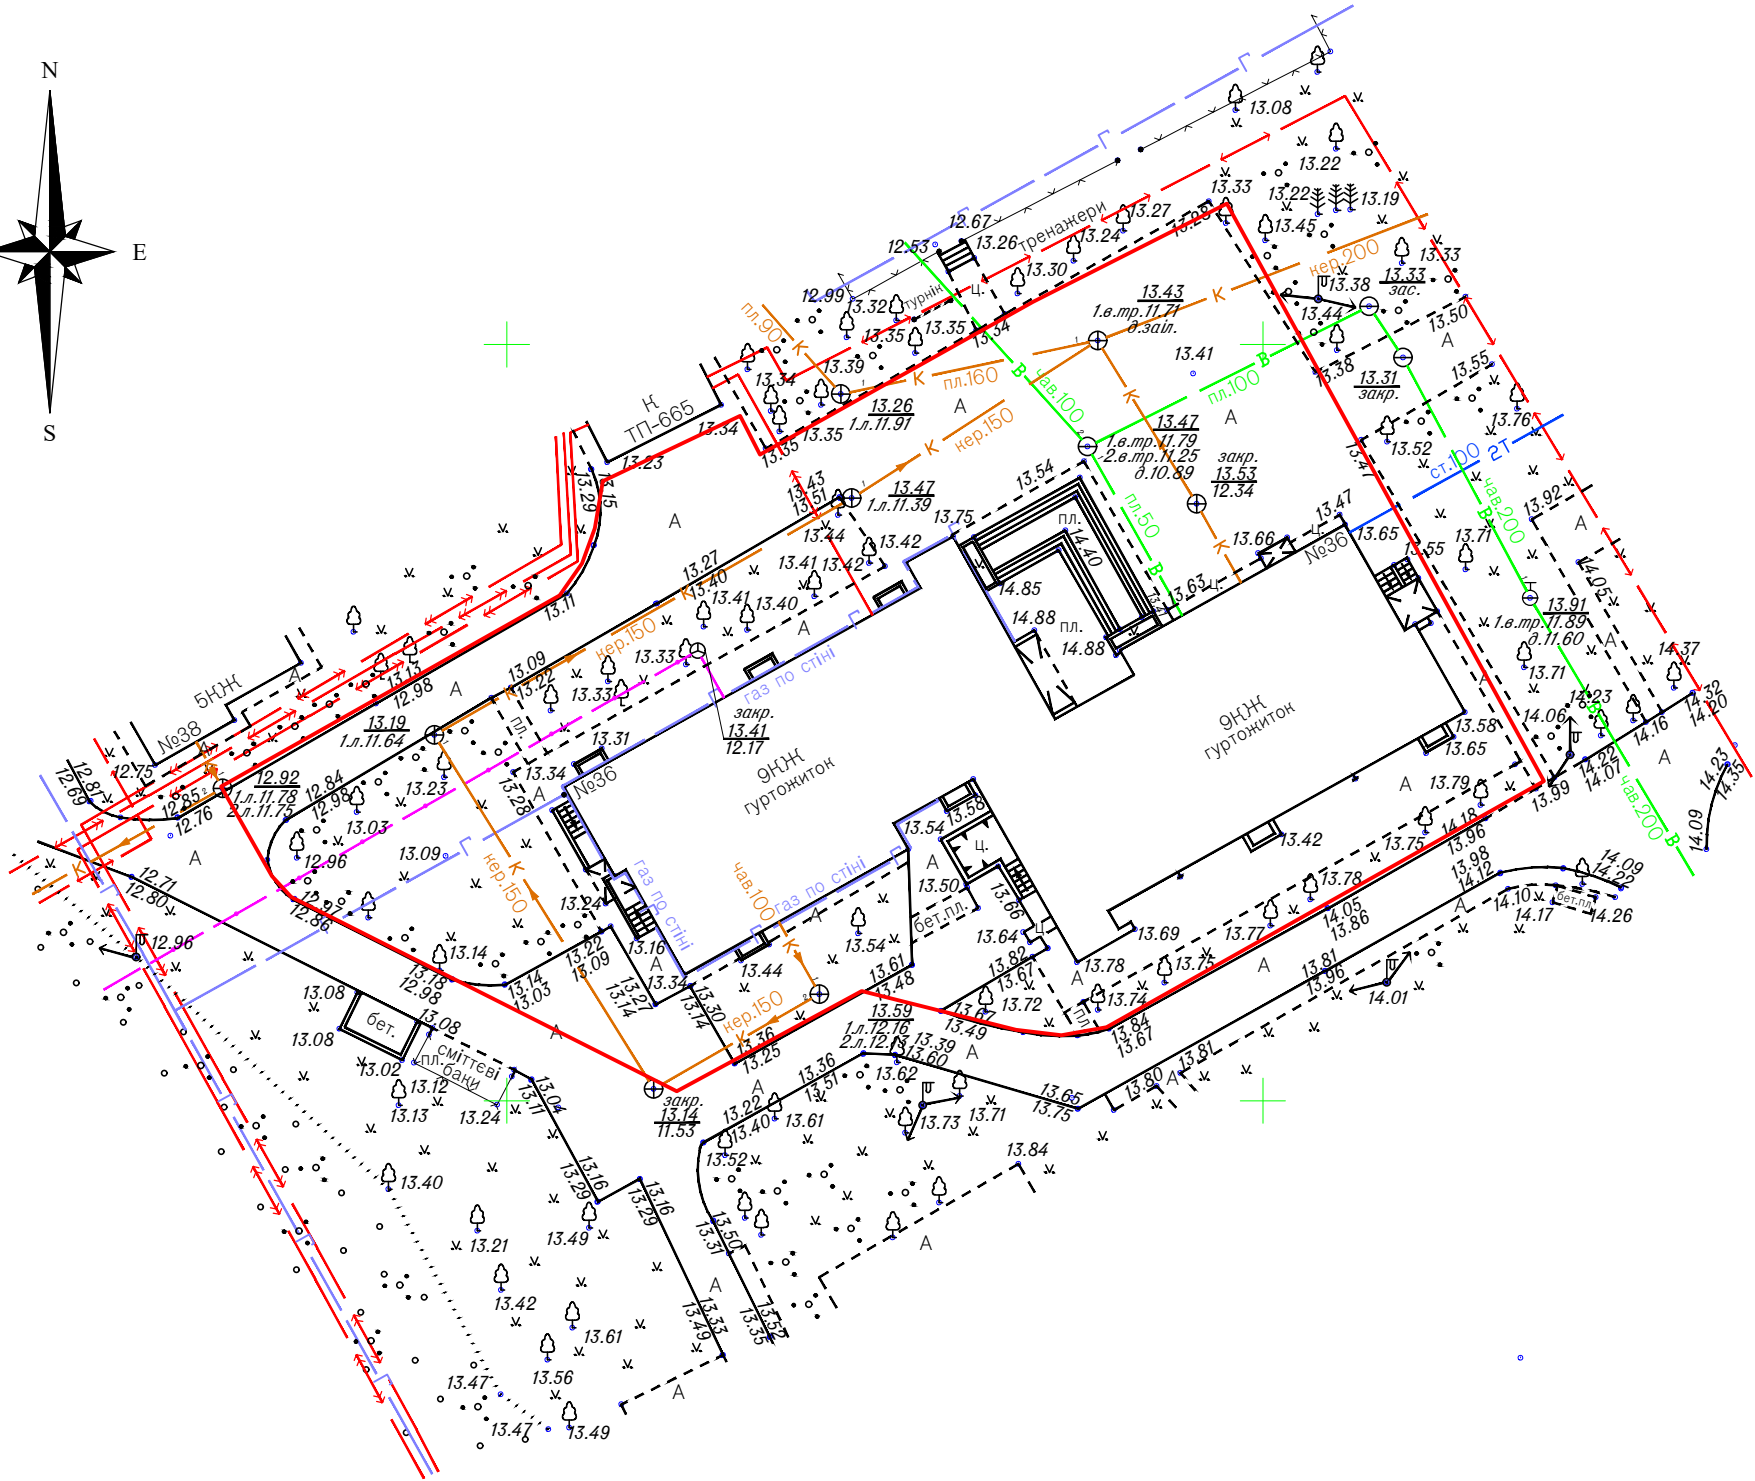 N
E
S
13.08
13.22
13.33
13.22
13.19
12.67
тренажери
13.27
13.28
13.45
12.53
13.26
13.24
кер.200
13.33
13.30
12.99
13.32
турнік
ц.
13.43
1.в.тр.11.71
д.заіл.
К
13.38
13.33
зас.
13.44
13.50
А
пл.90
К
13.35
13.35
13.34
13.41
В
13.38
13.55
13.39
К
пл.160
В
чав.100
К
пл.100
13.31
закр.
13.34
К
ТП-665
13.26
1.л.11.91
А
13.47
1.в.тр.11.79
2.в.тр.11.25
д.10.89
А
13.76
13.34
13.35
13.35
К
кер.150
закр.
13.53
12.34
13.52
ст.100
2Т
13.47
13.23
13.43
13.51
13.54
13.29
13.15
13.47
1.л.11.39
чав.200
13.92
А
13.44
13.75
пл.
пл.50
13.47
В
А
13.42
14.40
К
13.66
ц.
№36
13.65
13.71
13.55
13.27
13.40
13.41
13.42
14.85
В
13.63
ц.
14.05
13.11
К
13.41
13.40
14.88
пл.
13.91
1.в.тр.11.89
д.11.60
кер.150
А
14.88
А
13.13
13.33
газ по стіні
13.71
14.37
5КЖ
А
12.98
А
13.09
13.22
К
13.33
9КЖ
гуртожиток
А
14.23
В
14.32
14.20
№38
13.19
1.л.11.64
пл.
закр.
13.41
12.17
13.58
14.06
14.16
12.75
13.31
13.65
14.22
14.07
А
12.87
12.69
12.92
1.л.11.78
2.л.11.75
12.84
12.98
13.34
13.23
13.28
А
№36
9КЖ
гуртожиток
А
13.79
13.99
14.23
14.35
12.85
12.76
13.03
13.58
14.18
13.96
чав.200
В
14.09
А
К
12.96
13.09
Г
13.54
ц.
А
13.42
13.75
13.98
14.12
14.09
14.22
12.71
12.80
12.97
12.86
кер.150
К
газ по стіні
чав.100
газ по стіні
13.50
13.78
14.10
бет.пл.
14.17
14.26
А
13.24
А
бет.пл.
13.66
14.05
13.86
12.96
13.14
13.22
13.09
13.16
К
13.54
13.64
ц.
13.69
13.77
13.18
12.98
13.14
13.03
А
13.34
13.44
13.61
13.48
13.82
13.67
13.78
13.75
А
13.81
13.96
13.08
13.27
13.14
13.30
13.14
кер.150
13.72
13.74
14.01
бет.
13.08
А
К
13.59
1.л.12.16
2.л.12.13
13.67
13.49
пл.
13.84
13.67
13.08
13.02
пл.
сміттєві
баки
13.36
13.25
13.39
13.60
А
13.81
13.12
13.13
13.24
13.04
13.11
А
13.36
13.51
13.62
13.65
13.75
13.80
А
закр.
13.14
11.53
13.22
13.40
13.61
13.73
13.71
13.52
13.84
13.40
13.16
13.29
13.16
13.29
13.21
13.49
13.50
13.31
А
13.42
А
13.61
13.33
13.49
13.52
13.35
13.47
13.56
А
13.47
13.49